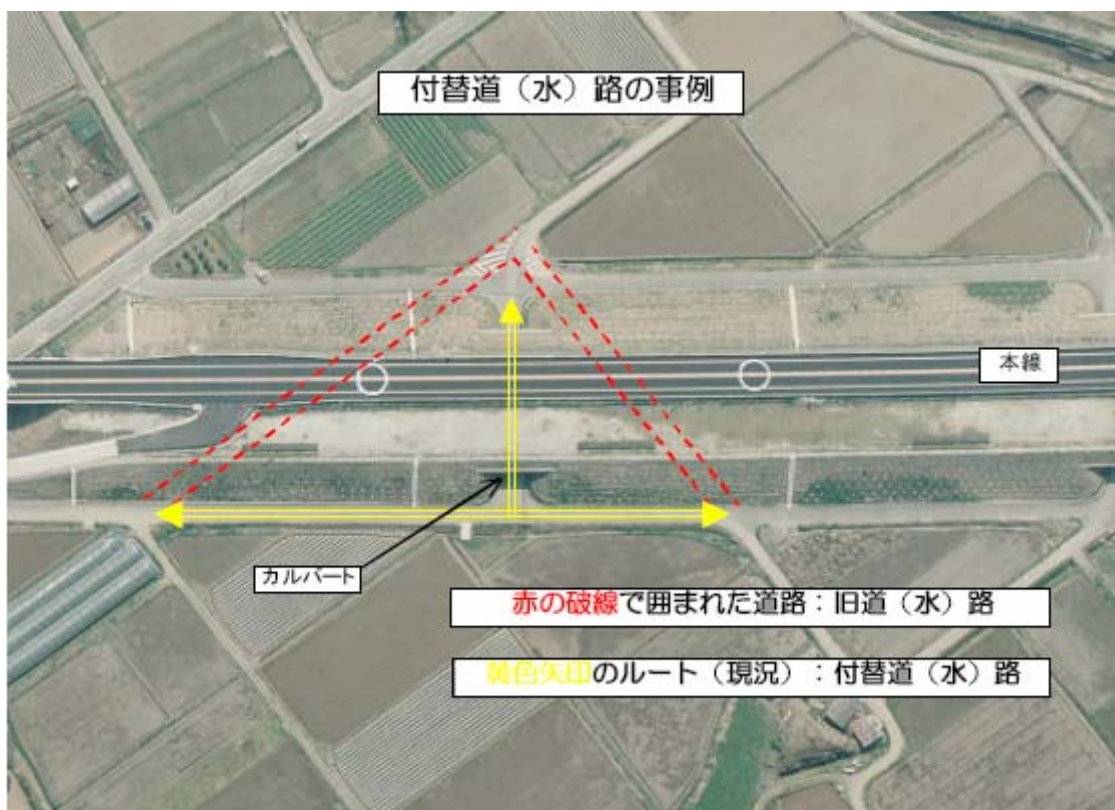 付替道（水）路の事例
本線
カルバート
赤の破線で囲まれた道路：旧道（水）路
黄色矢印のルート（現況）：付替道（水）路